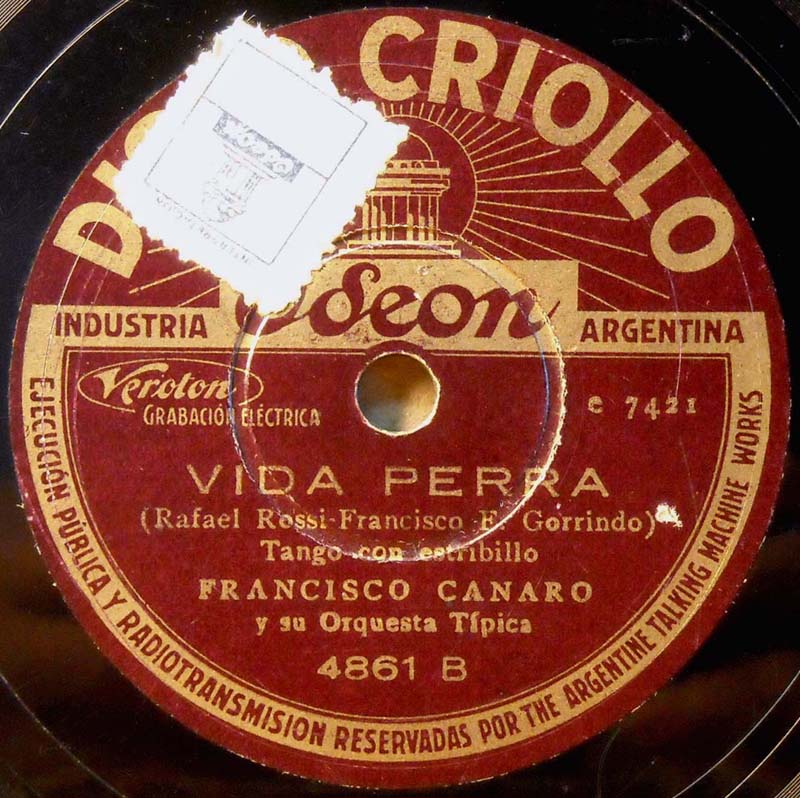 CRIOLLO
Odeon
INDUSTRIA
ARGENTINA
Veroton
GRABACIÓN ELÉCTRICA
e 7421
VIDA PERRA
(Rafael Rossi-Francisco E. Gorrindo)
Tango con estribillo
FRANCISCO CANARO
y su Orquesta Típica
4861 B
EJECUCIÓN PÚBLICA Y RADIOTRANSMISION RESERVADAS POR THE ARGENTINE TALKING MACHINE WORKS